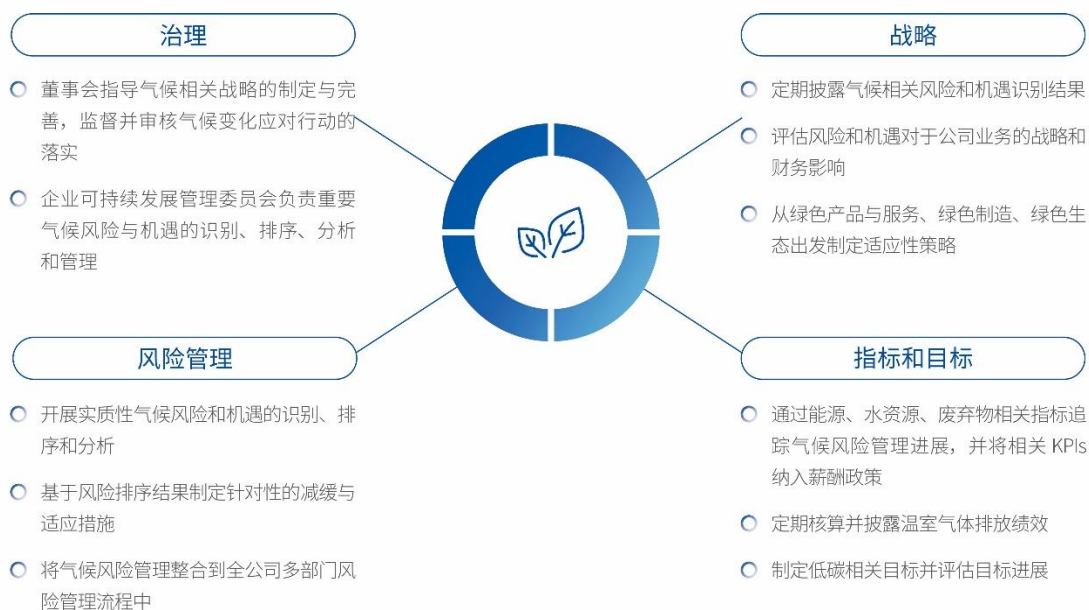 治理
董事会指导气候相关战略的制定与完
善，监督并审核气候变化应对行动的
落实
企业可持续发展管理委员会负责重要
气候风险与机遇的识别、排序、分析
和管理
战略
定期披露气候相关风险和机遇识别结果
评估风险和机遇对于公司业务的战略和
财务影响
从绿色产品与服务、绿色制造、绿色生
态出发制定适应性策略
风险管理
开展实质性气候风险和机遇的识别、排
序和分析
基于风险排序结果制定针对性的减缓与
适应措施
将气候风险管理整合到全公司多部门风
险管理流程中
指标和目标
通过能源、水资源、废弃物相关指标追
踪气候风险管理进展，并将相关 KPIs
纳入薪酬政策
定期核算并披露温室气体排放绩效
制定低碳相关目标并评估目标进展